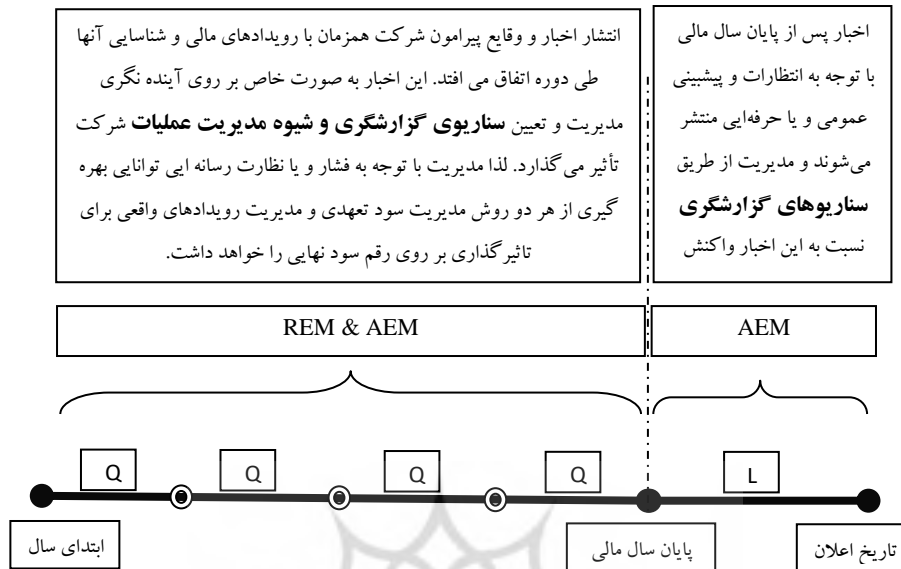 انتشار اخبار و وقایع پیرامون شرکت همزمان با رویدادهای مالی و شناسایی آنها
طی دوره اتفاق می افتد. این اخبار به صورت خاص بر روی آینده نگری
مدیریت و تعیین سناریوی گزارشگری و شیوه مدیریت عملیات شرکت
تأثیر می گذارد. لذا مدیریت با توجه به فشار و یا نظارت رسانه ایی توانایی بهره
گیری از هر دو روش مدیریت سود تعهدی و مدیریت رویدادهای واقعی برای
تاثیرگذاری بر روی رقم سود نهایی را خواهد داشت.
اخبار پس از پایان سال مالی
با توجه به انتظارات و پیشبینی
عمومی و یا حرفه‌ایی منتشر
می‌شوند و مدیریت از طریق
سناریوهای گزارشگری
نسبت به این اخبار واکنش
REM & AEM
AEM
Q
Q
Q
Q
L
ابتدای سال
پایان سال مالی
تاریخ اعلان